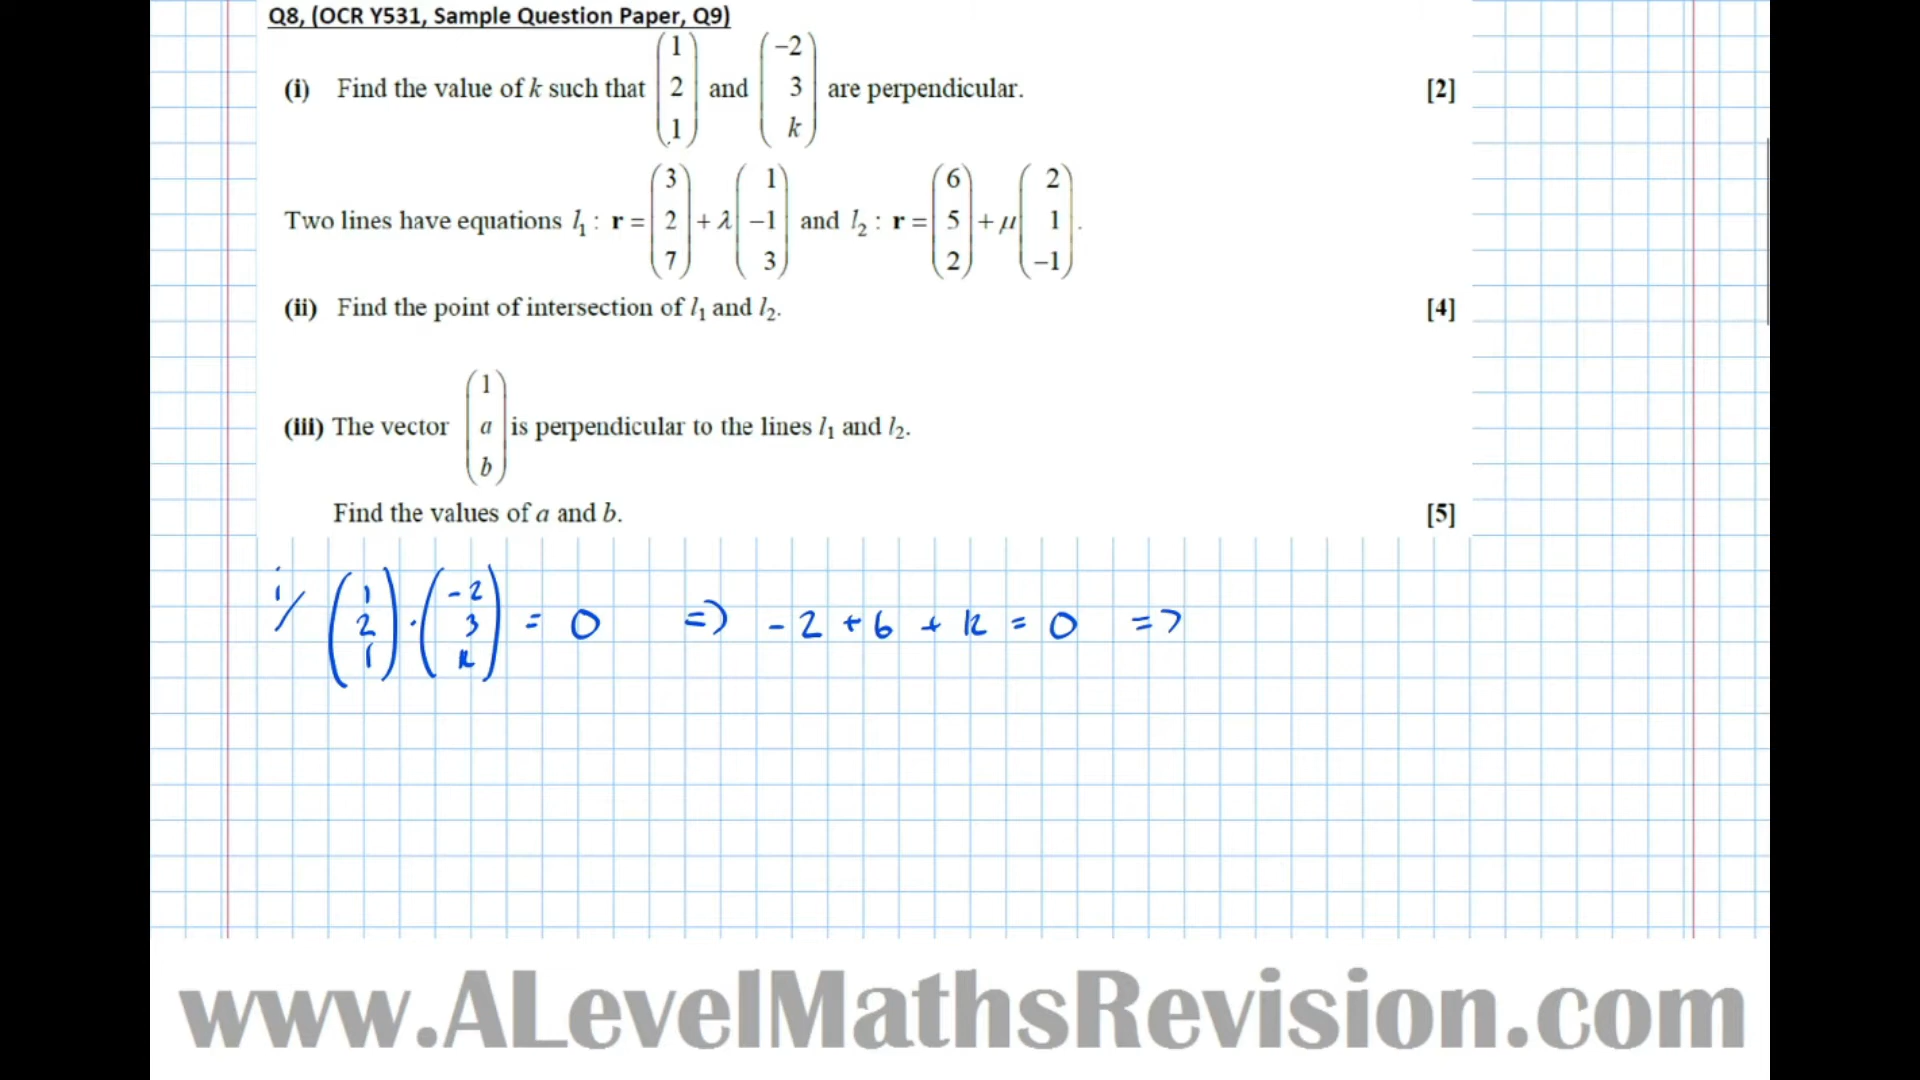 Q8, (OCR Y531, Sample Question Paper, Q9)
(i) Find the value of k such that (1 2 1) and (−2 3 k) are perpendicular. [2]
Two lines have equations l₁ : r = (3 2 7) + λ (1 −1 3) and l₂ : r = (6 5 2) + μ (2 1 −1).
(ii) Find the point of intersection of l₁ and l₂. [4]
(iii) The vector (1 a b) is perpendicular to the lines l₁ and l₂.
Find the values of a and b. [5]
i/ (1 2 1) · (-2 3 k) = 0 => -2 + 6 + k = 0 =>
www.ALevelMathsRevision.com